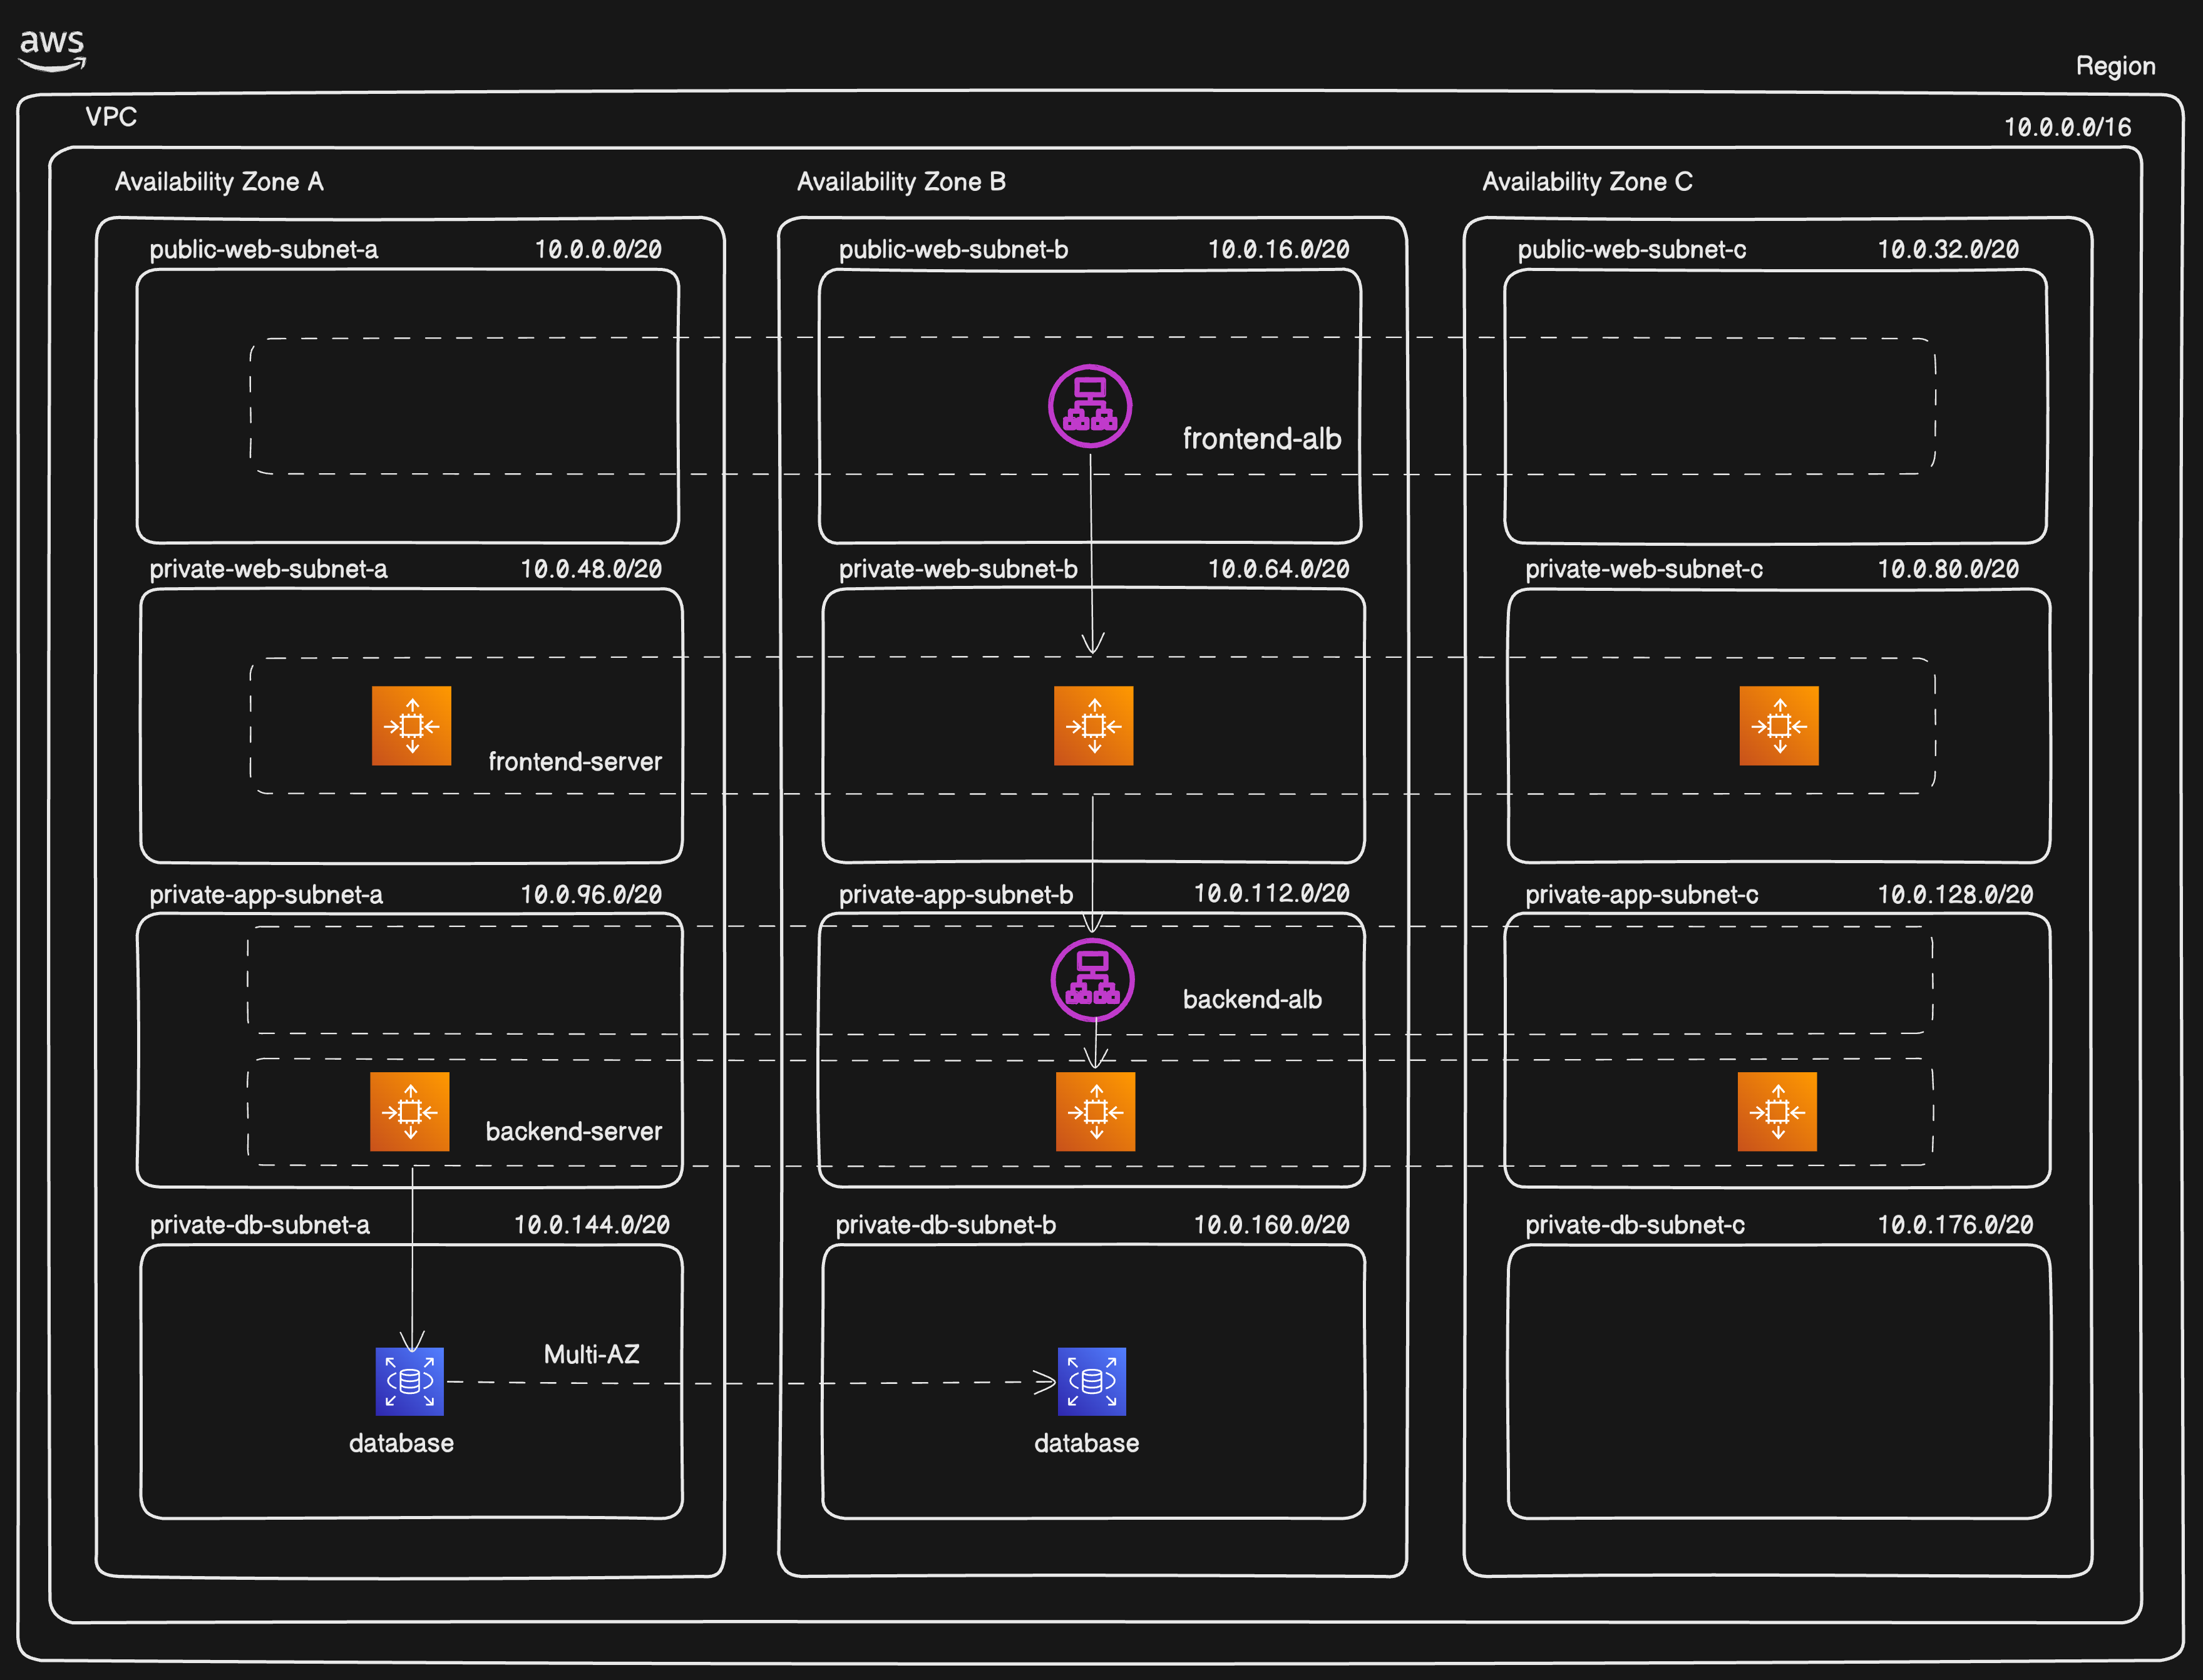 aws
Region
VPC
10.0.0.0/16
Availability Zone A
Availability Zone B
Availability Zone C
public-web-subnet-a 10.0.0.0/20
public-web-subnet-b 10.0.16.0/20
public-web-subnet-c 10.0.32.0/20
frontend-alb
private-web-subnet-a 10.0.48.0/20
private-web-subnet-b 10.0.64.0/20
private-web-subnet-c 10.0.80.0/20
frontend-server
private-app-subnet-a 10.0.96.0/20
private-app-subnet-b 10.0.112.0/20
private-app-subnet-c 10.0.128.0/20
backend-alb
backend-server
private-db-subnet-a 10.0.144.0/20
private-db-subnet-b 10.0.160.0/20
private-db-subnet-c 10.0.176.0/20
Multi-AZ
database
database